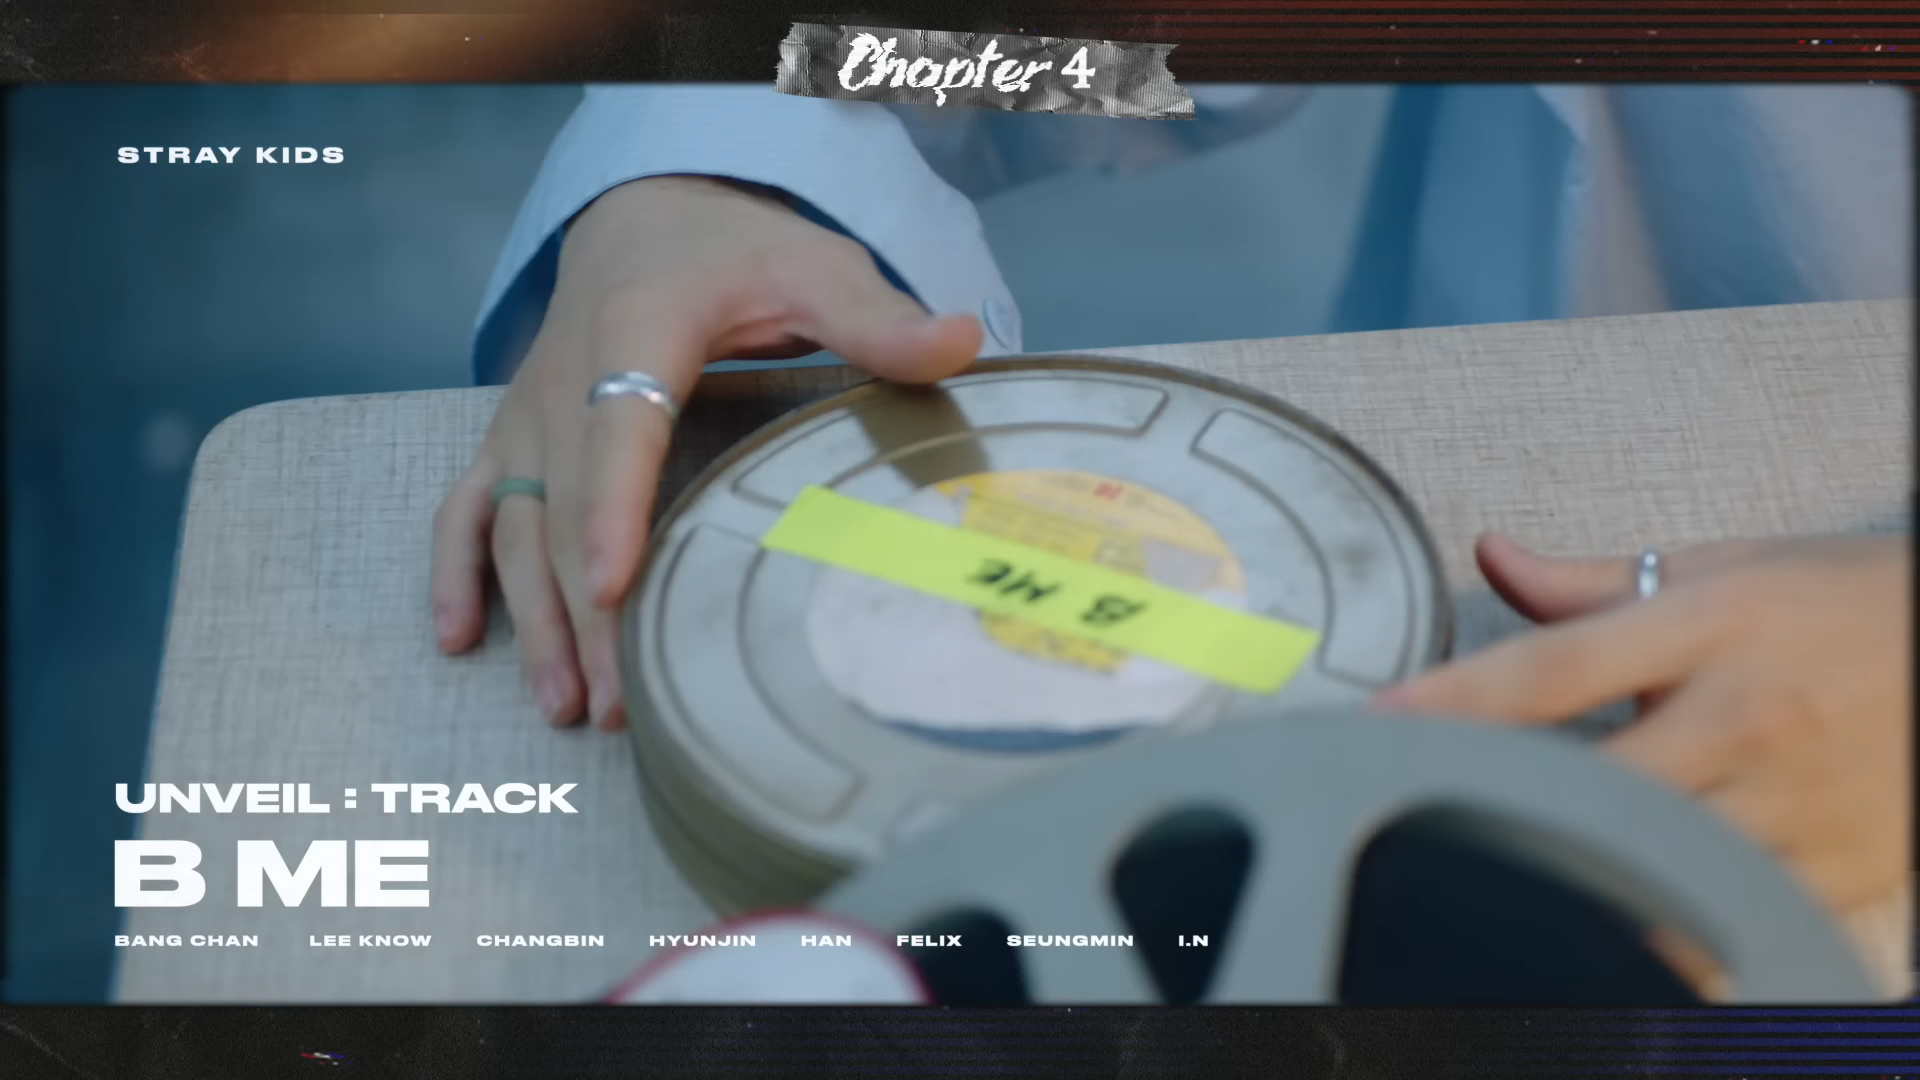 Chapter 4
STRAY KIDS
B ME
UNVEIL : TRACK
B ME
BANG CHAN LEE KNOW CHANGBIN HYUNJIN HAN FELIX SEUNGMIN I.N